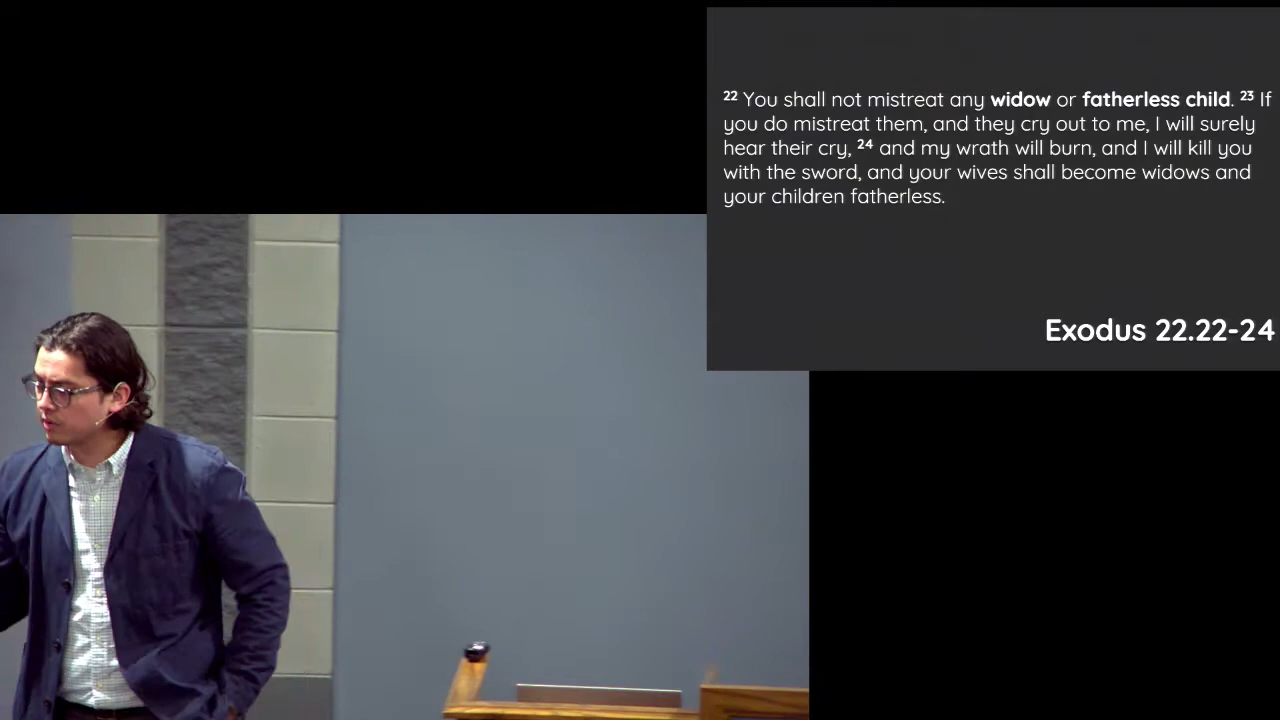 ²² You shall not mistreat any widow or fatherless child. ²³ If
you do mistreat them, and they cry out to me, I will surely
hear their cry, ²⁴ and my wrath will burn, and I will kill you
with the sword, and your wives shall become widows and
your children fatherless.
Exodus 22.22-24